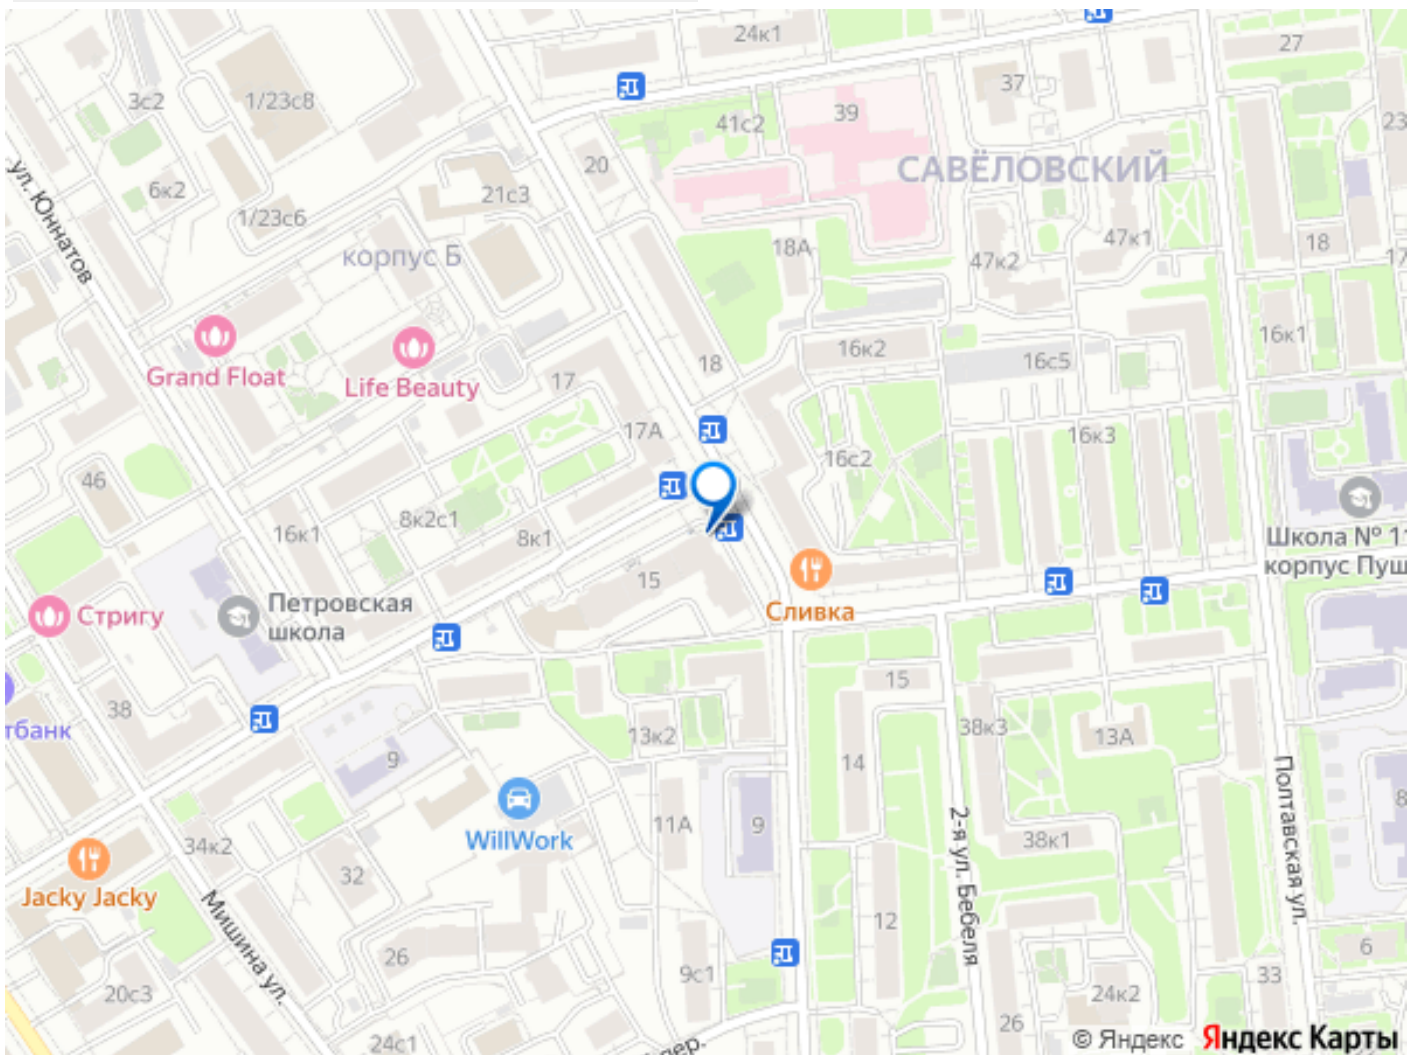 24к1
27
37
3с2
1/23с8
41с2
39
23
20
САВЁЛОВСКИЙ
ул. Юннатов
6к2
21с3
1/23с6
корпус Б
18А
47к2
47к1
18
17
Grand Float
Life Beauty
17
18
16к2
16с5
16к1
17А
16с2
16к3
46
16к1
8к2с1
8к1
Школа № 11
корпус Пуш
15
Сливка
Стригу
Петровская
школа
38
тбанк
9
13к2
15
38к3
13А
14
WillWork
11А
9
2-я ул. Бебеля
38к1
Полтавская ул.
8
34к2
32
Jacky Jacky
Мишина ул.
12
26
9с1
6
20с3
24к2
33
24с1
пер.
26
© Яндекс Яндекс Карты